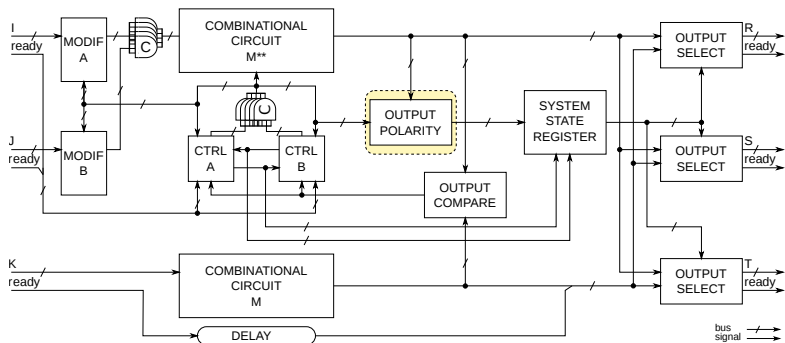 I
ready
MODIF
A
C
COMBINATIONAL
CIRCUIT
M**
OUTPUT
SELECT
R
ready
C
OUTPUT
POLARITY
SYSTEM
STATE
REGISTER
J
ready
MODIF
B
CTRL
A
CTRL
B
OUTPUT
SELECT
S
ready
OUTPUT
COMPARE
K
ready
COMBINATIONAL
CIRCUIT
M
OUTPUT
SELECT
T
ready
DELAY
bus
signal